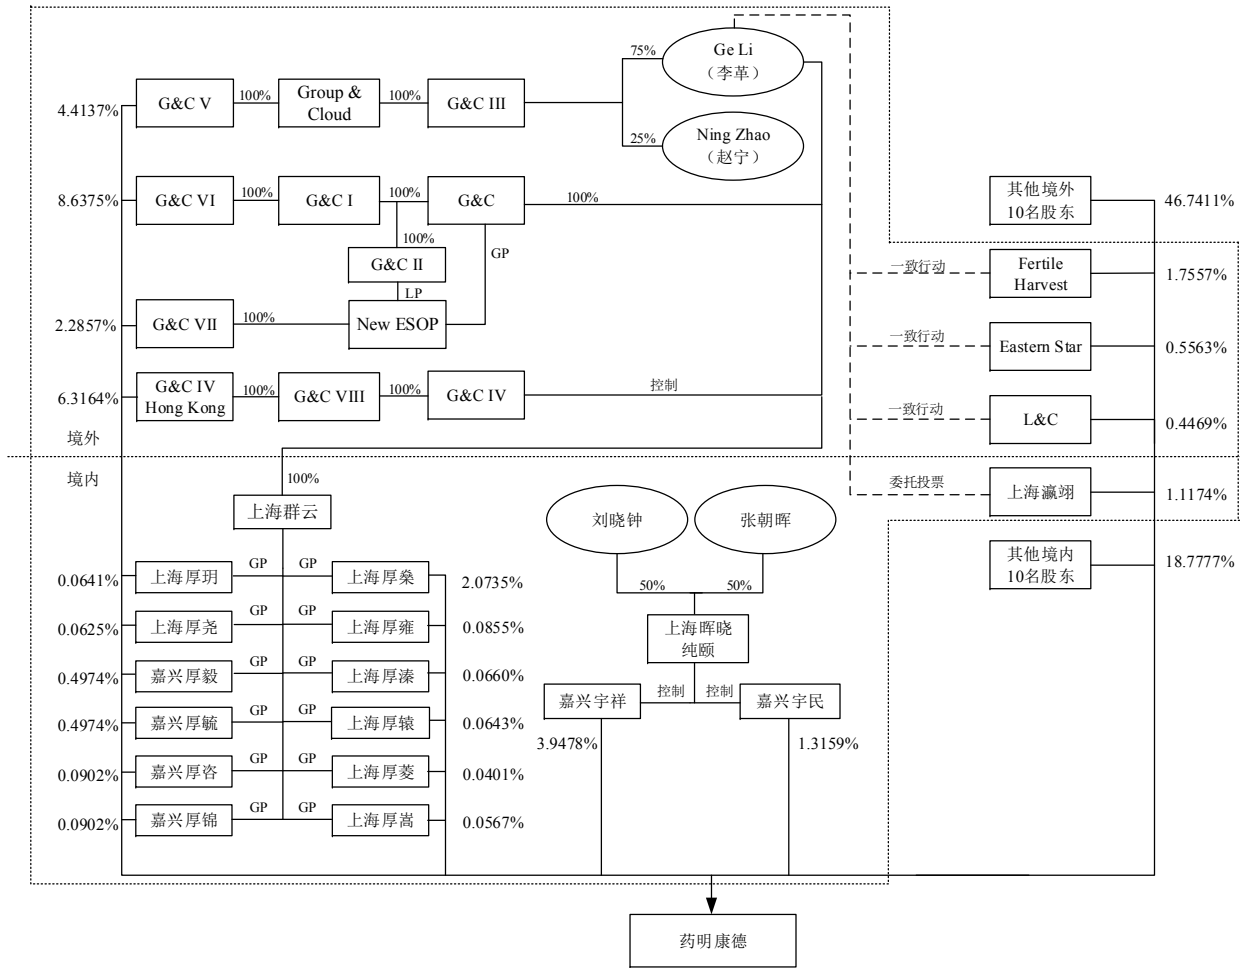 Ge Li
（李革）
75%
4.4137%
G&C V
100%
Group &
Cloud
100%
G&C III
25%
Ning Zhao
（赵宁）
8.6375%
G&C VI
100%
G&C I
100%
G&C
100%
其他境外
10名股东
46.7411%
100%
GP
G&C II
LP
一致行动
Fertile
Harvest
1.7557%
2.2857%
G&C VII
100%
New ESOP
一致行动
Eastern Star
0.5563%
6.3164%
G&C IV
Hong Kong
100%
G&C VIII
100%
G&C IV
控制
一致行动
L&C
0.4469%
境外
境内
100%
上海群云
委托投票
上海瀛翊
1.1174%
刘晓钟
张朝晖
其他境内
10名股东
18.7777%
0.0641%
上海厚玥
GP
GP
上海厚燊
2.0735%
50%
50%
0.0625%
上海厚尧
GP
GP
上海厚雍
0.0855%
上海晖晓
纯颐
0.4974%
嘉兴厚毅
GP
GP
上海厚溱
0.0660%
控制
控制
嘉兴宇祥
嘉兴宇民
0.4974%
嘉兴厚毓
GP
GP
上海厚辕
0.0643%
3.9478%
1.3159%
0.0902%
嘉兴厚咨
GP
GP
上海厚菱
0.0401%
0.0902%
嘉兴厚锦
GP
GP
上海厚嵩
0.0567%
药明康德